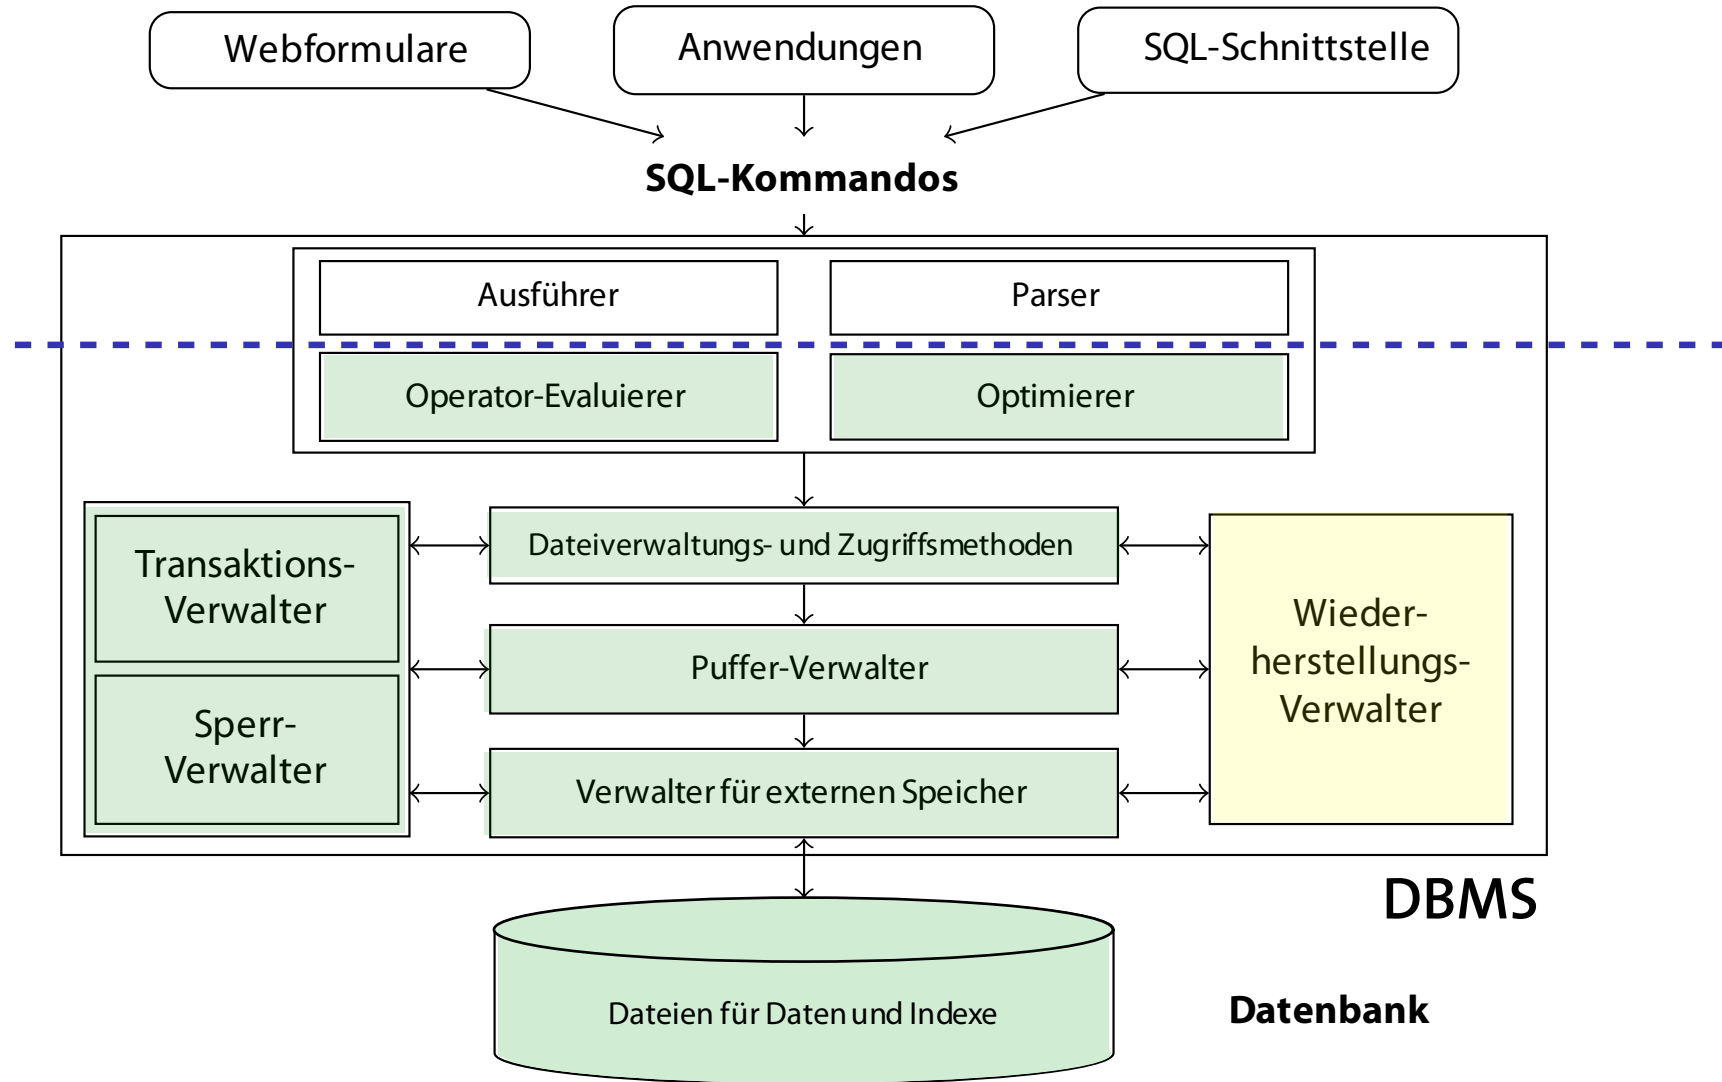 Webformulare
Anwendungen
SQL-Schnittstelle
SQL-Kommandos
Ausführer
Parser
Operator-Evaluierer
Optimierer
Transaktions-
Verwalter
Sperr-
Verwalter
Dateiverwaltungs- und Zugriffsmethoden
Puffer-Verwalter
Verwalter für externen Speicher
Wieder-
herstellungs-
Verwalter
DBMS
Dateien für Daten und Indexe
Datenbank